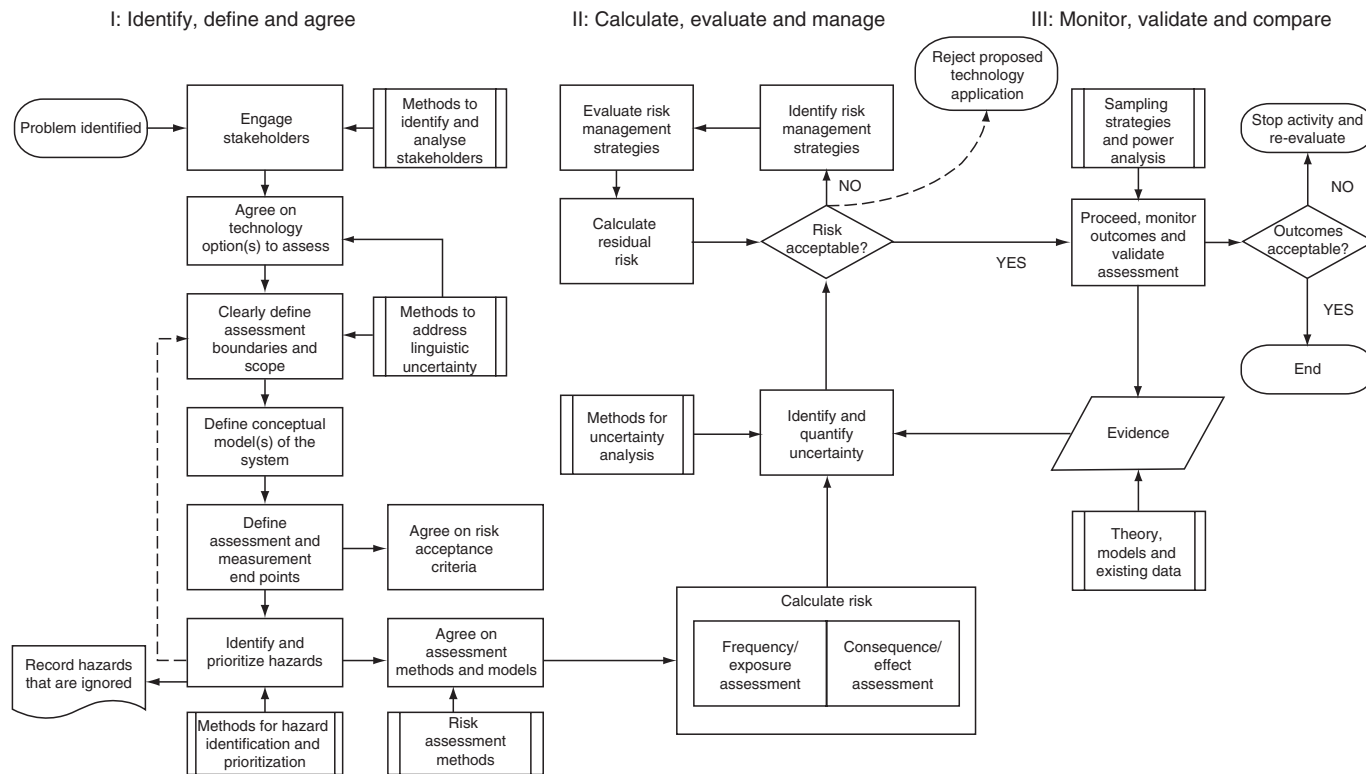 I: Identify, define and agree
II: Calculate, evaluate and manage
III: Monitor, validate and compare
Problem identified
Engage
stakeholders
Methods to
identify and
analyse
stakeholders
Agree on
technology
option(s) to assess
Clearly define
assessment
boundaries and
scope
Methods to
address
linguistic
uncertainty
Define conceptual
model(s) of the
system
Define
assessment and
measurement
end points
Agree on risk
acceptance
criteria
Identify and
prioritize hazards
Record hazards
that are ignored
Methods for hazard
identification and
prioritization
Agree on
assessment
methods and models
Risk
assessment
methods
Evaluate risk
management
strategies
Identify risk
management
strategies
Reject proposed
technology
application
NO
Calculate
residual
risk
Risk
acceptable?
YES
Methods for
uncertainty
analysis
Identify and
quantify
uncertainty
Calculate risk
Frequency/
exposure
assessment
Consequence/
effect
assessment
Sampling
strategies
and power
analysis
Stop activity and
re-evaluate
NO
Proceed, monitor
outcomes and
validate
assessment
Outcomes
acceptable?
YES
End
Evidence
Theory,
models and
existing data